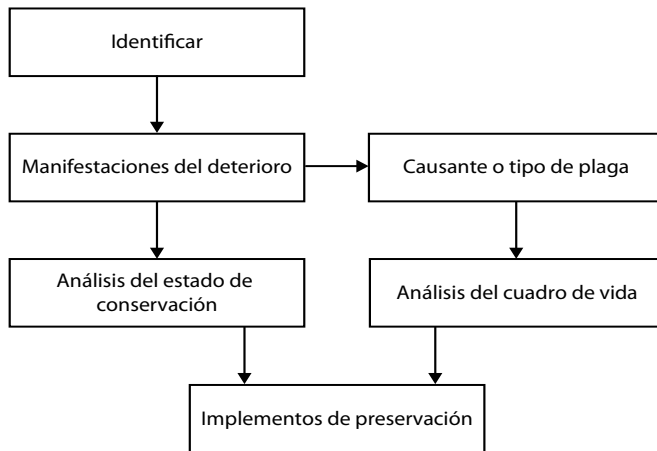 Identificar
Manifestaciones del deterioro
Causante o tipo de plaga
Análisis del estado de
conservación
Análisis del cuadro de vida
Implementos de preservación